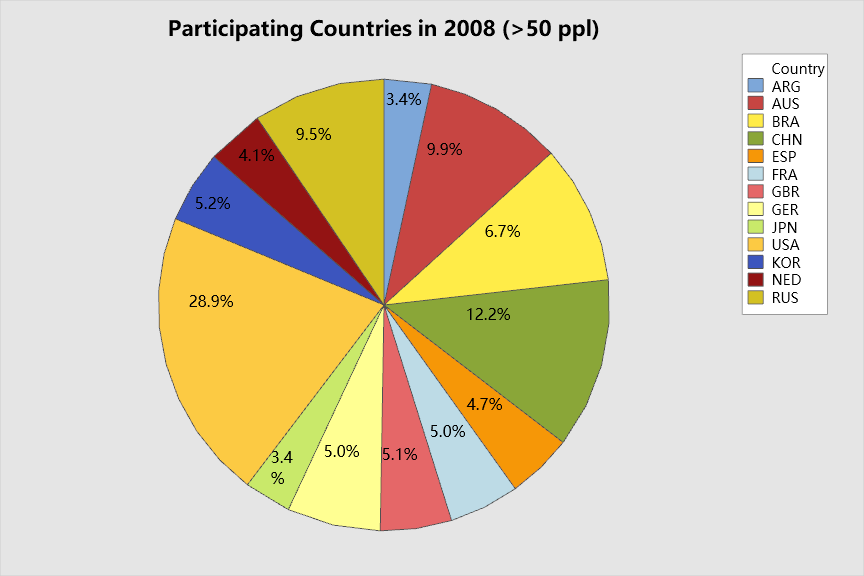 Participating Countries in 2008 (>50 ppl)
Country
ARG
AUS
BRA
CHN
ESP
FRA
GBR
GER
JPN
USA
KOR
NED
RUS
3.4%
9.9%
6.7%
12.2%
4.7%
5.0%
5.1%
5.0%
3.4
%
28.9%
5.2%
4.1%
9.5%